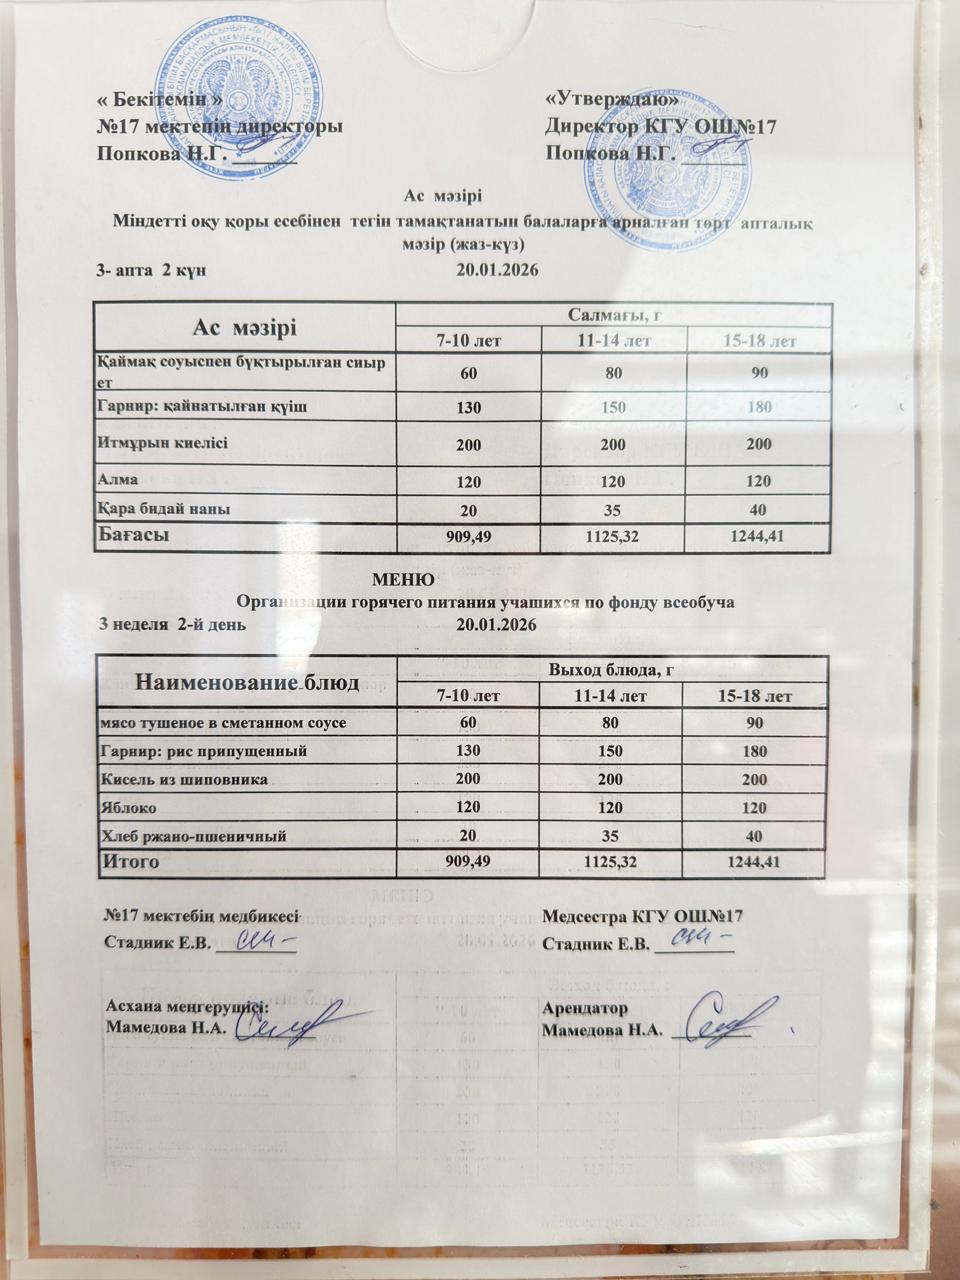 « Бекітемін »
№17 мектепің директоры
Попкова Н.Г. ______
«Утверждаю»
Директор КГУ ОШ№17
Попкова Н.Г. ______
Ас мәзірі
Міндетті оқу қоры есебінен тегін тамақтанатын балаларға арналған төрт апталық
мәзір (жаз-күз)
3- апта 2 күн 20.01.2026
Ас мәзірі Салмағы, г
7-10 лет 11-14 лет 15-18 лет
Қаймақ соуыспен бұқтырылған сиыр
ет 60 80 90
Гарнир: қайнатылған күіш 130 150 180
Итмұрын киелісі 200 200 200
Алма 120 120 120
Қара бидай наны 20 35 40
Бағасы 909,49 1125,32 1244,41
МЕНЮ
Организации горячего питания учашихся по фонду всеобуча
3 неделя 2-й день 20.01.2026
Наименование блюд Выход блюда, г
7-10 лет 11-14 лет 15-18 лет
мясо тушеное в сметанном соусе 60 80 90
Гарнир: рис припущенный 130 150 180
Кисель из шиповника 200 200 200
Яблоко 120 120 120
Хлеб ржано-пшеничный 20 35 40
Итого 909,49 1125,32 1244,41
№17 мектебің медбикесі
Стадник Е.В. ________
Медсестра КГУ ОШ№17
Стадник Е.В. ________
Асхана меңгерушісі:
Мамедова Н.А. ________
Арендатор
Мамедова Н.А. ________